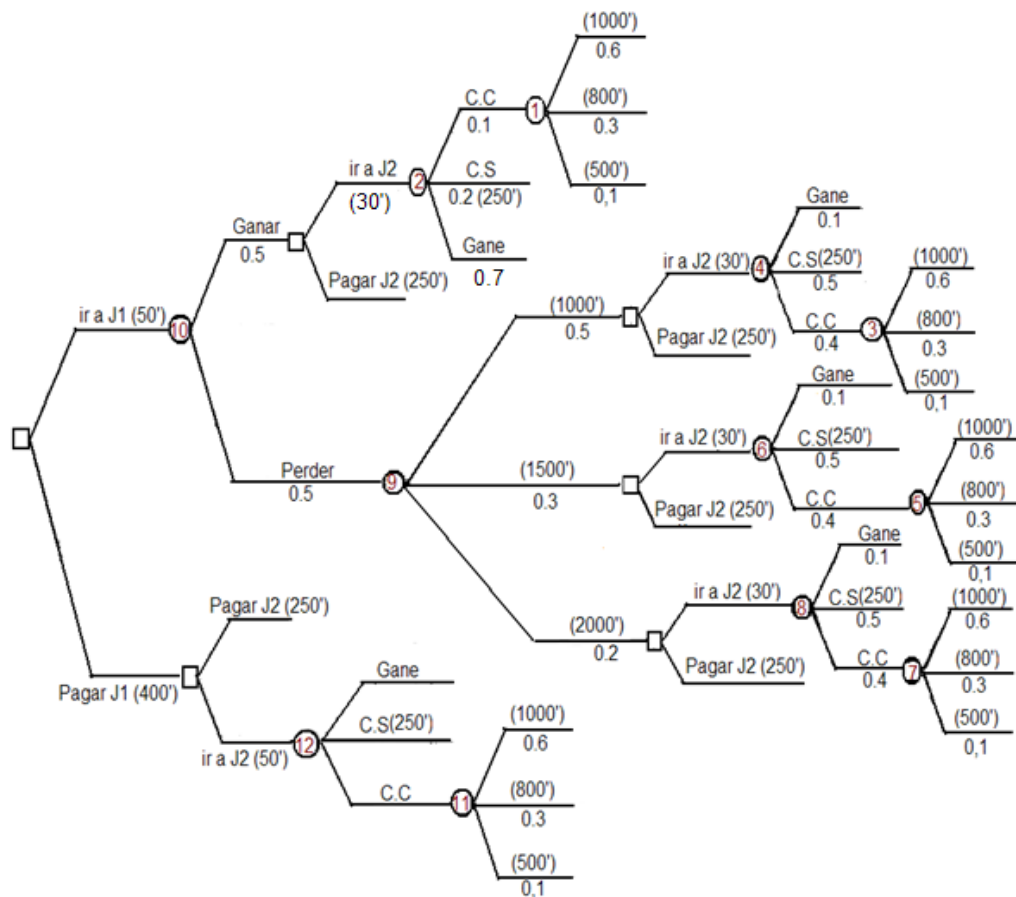 (1000')
0.6
C.C
0.1
1
(800')
0.3
ir a J2
(30')
2
C.S
0.2 (250')
(500')
0,1
Ganar
0.5
Gane
0.7
Pagar J2 (250')
ir a J1 (50')
10
Gane
0.1
ir a J2 (30')
4
C.S(250')
0.5
(1000')
0.6
(1000')
0.5
C.C
0.4
3
(800')
0.3
Pagar J2 (250')
(500')
0,1
Gane
0.1
ir a J2 (30')
6
C.S(250')
0.5
(1000')
0.6
Perder
0.5
9
(1500')
0.3
C.C
0.4
5
(800')
0.3
Pagar J2 (250')
(500')
0,1
Gane
0.1
ir a J2 (30')
8
C.S(250')
0.5
(1000')
0.6
(2000')
0.2
C.C
0.4
7
(800')
0.3
Pagar J2 (250')
(500')
0,1
Pagar J2 (250')
Pagar J1 (400')
Gane
ir a J2 (50')
12
C.S(250')
(1000')
0.6
C.C
11
(800')
0.3
(500')
0,1